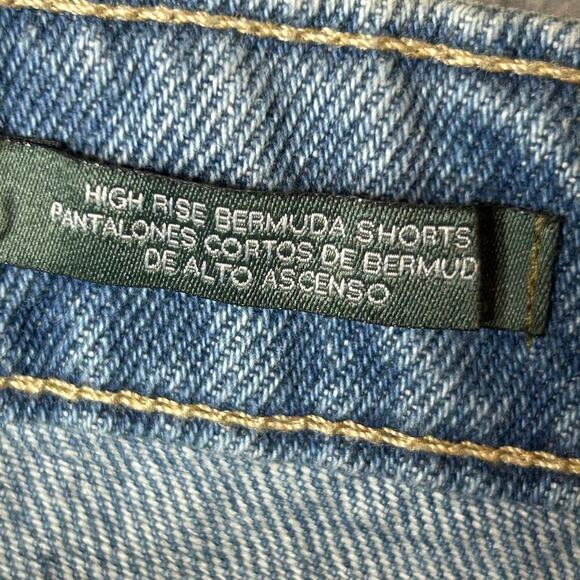 HIGH RISE BERMUDA SHORTS
PANTALONES CORTOS DE BERMUD
DE ALTO ASCENSO